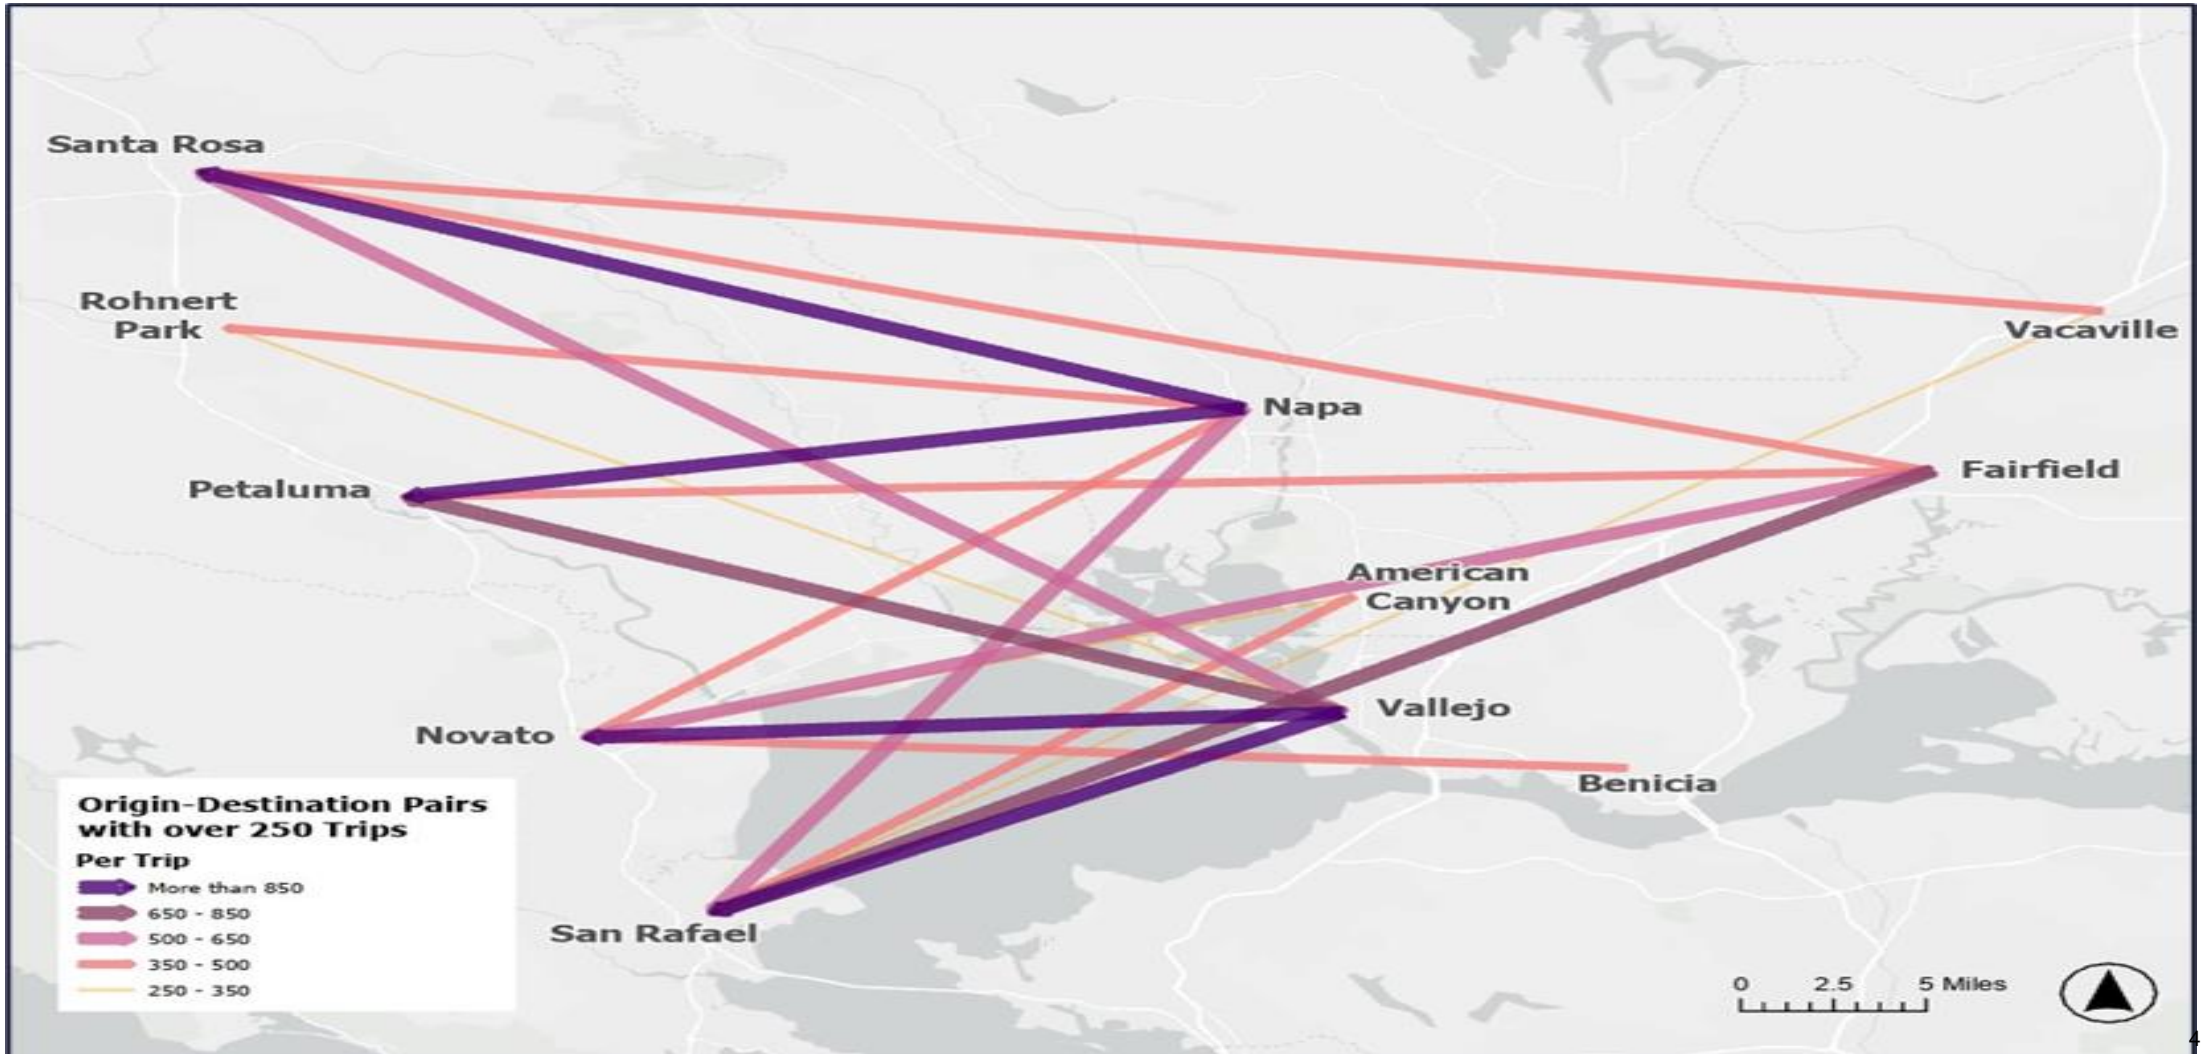 Santa Rosa
Rohnert
Park
Vacaville
Napa
Fairfield
Petaluma
American
Canyon
Vallejo
Novato
Benicia
San Rafael
Origin-Destination Pairs
with over 250 Trips
Per Trip
More than 850
650 - 850
500 - 650
350 - 500
250 - 350
0 2.5 5 Miles
4